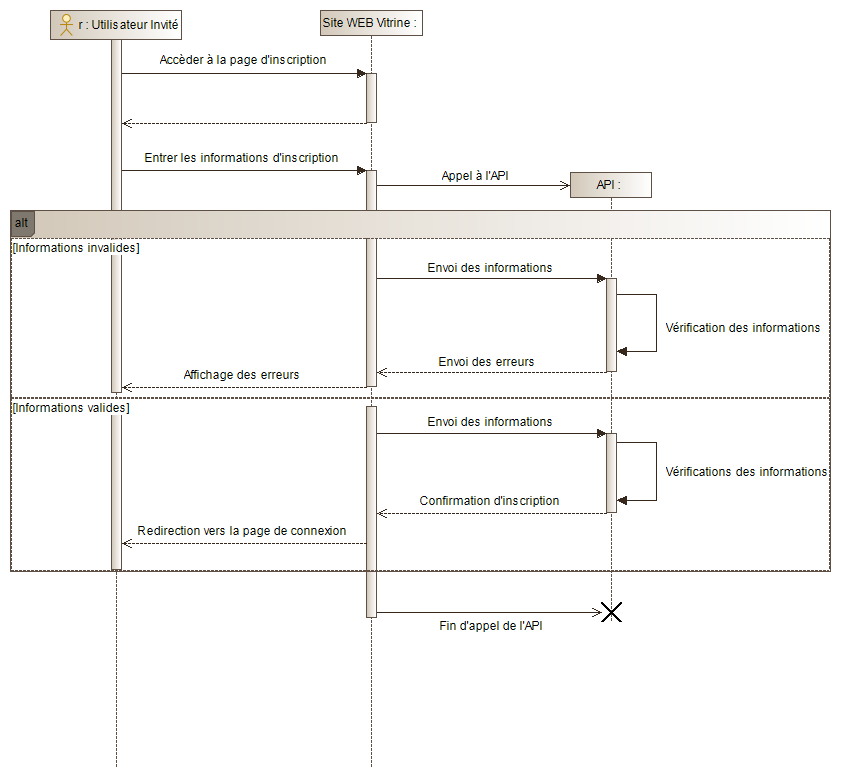 r : Utilisateur Invité
Site WEB Vitrine :
Accèder à la page d'inscription
Entrer les informations d'inscription
Appel à l'API
API :
alt
[Informations invalides]
Envoi des informations
Vérification des informations
Envoi des erreurs
Affichage des erreurs
[Informations valides]
Envoi des informations
Vérifications des informations
Confirmation d'inscription
Redirection vers la page de connexion
Fin d'appel de l'API